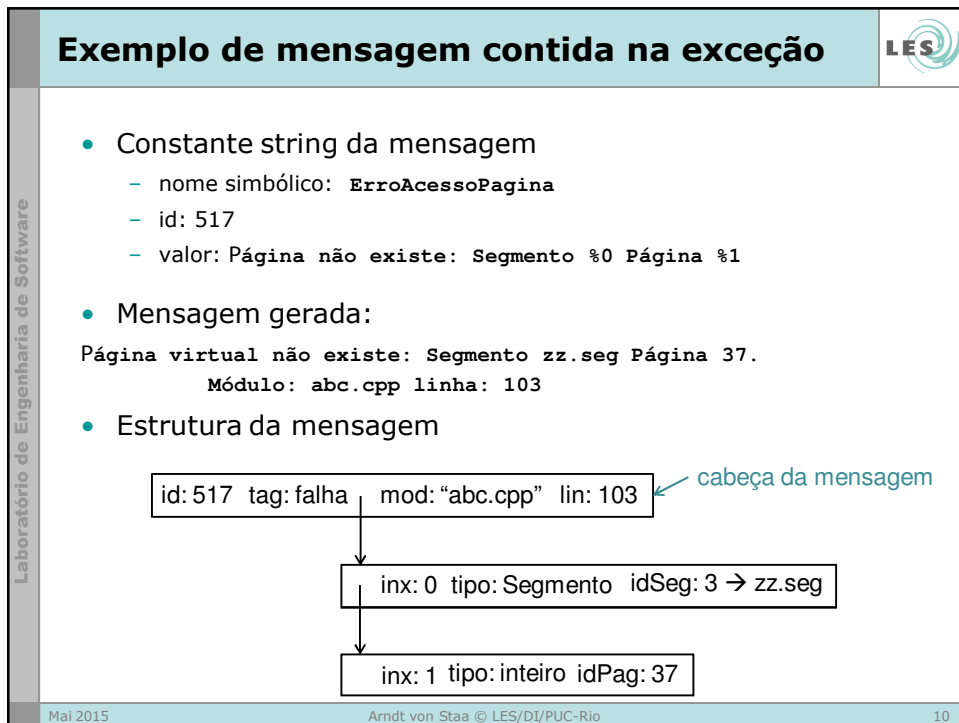 Exemplo de mensagem contida na exceção
LES
Laboratório de Engenharia de Software
• Constante string da mensagem
– nome simbólico: ErroAcessoPagina
– id: 517
– valor: Página não existe: Segmento %0 Página %1
• Mensagem gerada:
Página virtual não existe: Segmento zz.seg Página 37.
Módulo: abc.cpp linha: 103
• Estrutura da mensagem
cabeça da mensagem
id: 517 tag: falha mod: “abc.cpp” lin: 103
inx: 0 tipo: Segmento idSeg: 3 → zz.seg
inx: 1 tipo: inteiro idPag: 37
Mai 2015 Arndt von Staa © LES/DI/PUC-Rio 10